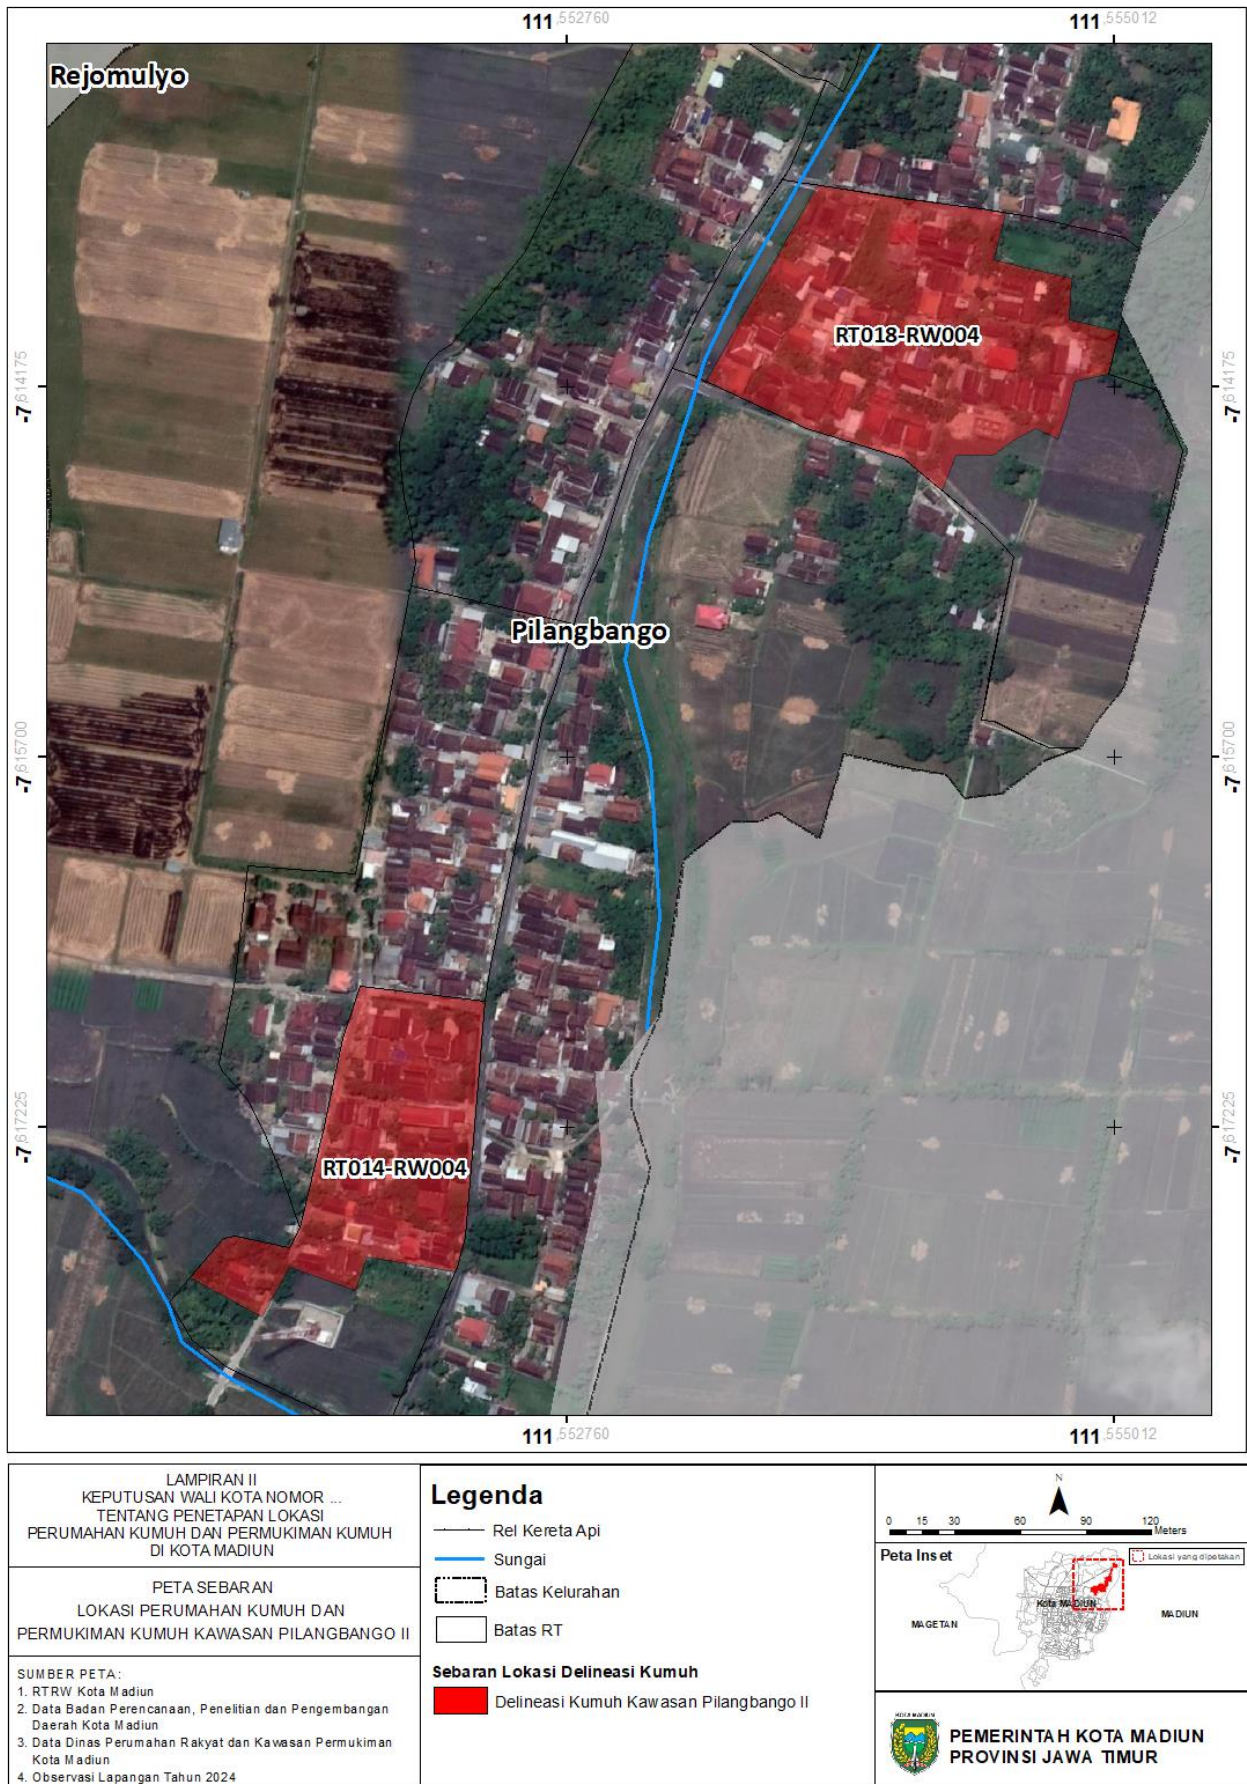 111,552760 111,555012
Rejomulyo
RT018-RW004
-7,614175 -7,614175
Pilangbango
-7,615700 -7,615700
-7,617225 -7,617225
RT014-RW004
111,552760 111,555012
LAMPIRAN II
KEPUTUSAN WALI KOTA NOMOR ...
TENTANG PENETAPAN LOKASI
PERUMAHAN KUMUH DAN PERMUKIMAN KUMUH
DI KOTA MADIUN
PETA SEBARAN
LOKASI PERUMAHAN KUMUH DAN
PERMUKIMAN KUMUH KAWASAN PILANGBANGO II
SUMBER PETA:
1. RTRW Kota Madiun
2. Data Badan Perencanaan, Penelitian dan Pengembangan
Daerah Kota Madiun
3. Data Dinas Perumahan Rakyat dan Kawasan Permukiman
Kota Madiun
4. Observasi Lapangan Tahun 2024
Legenda
Rel Kereta Api
Sungai
Batas Kelurahan
Batas RT
Sebaran Lokasi Delineasi Kumuh
Delineasi Kumuh Kawasan Pilangbango II
N
0 15 30 60 90 120
Meters
Peta Inset
Lokasi yang dipetakan
Kota MADIUN
MAGETAN
MADIUN
KOTA MADIUN
PEMERINTAH KOTA MADIUN
PROVINSI JAWA TIMUR